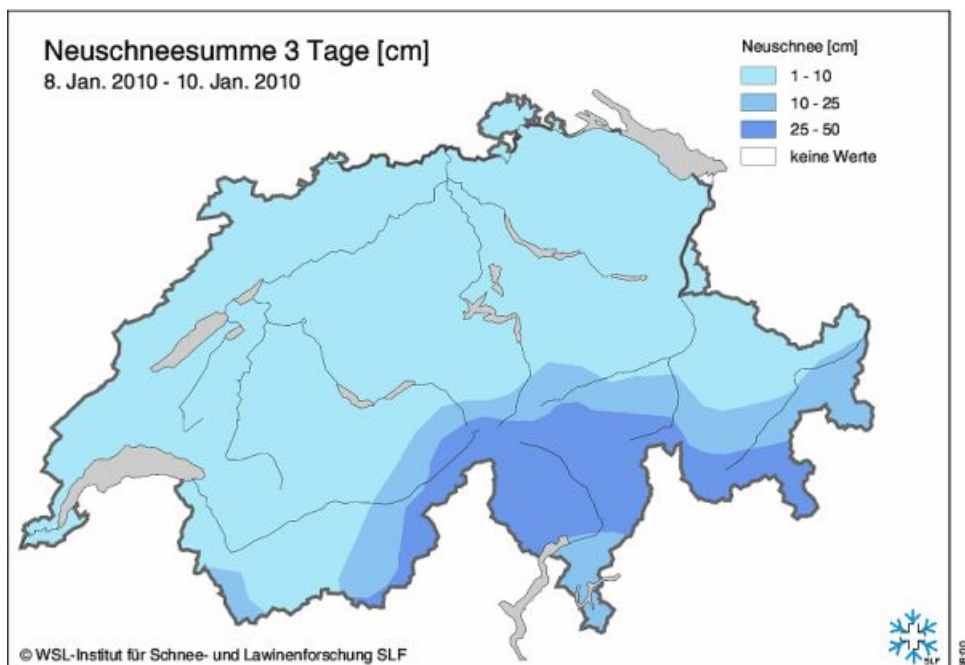 Neuschneesumme 3 Tage [cm]
8. Jan. 2010 - 10. Jan. 2010
Neuschnee [cm]
1 - 10
10 - 25
25 - 50
keine Werte
© WSL-Institut für Schnee- und Lawinenforschung SLF
SLF